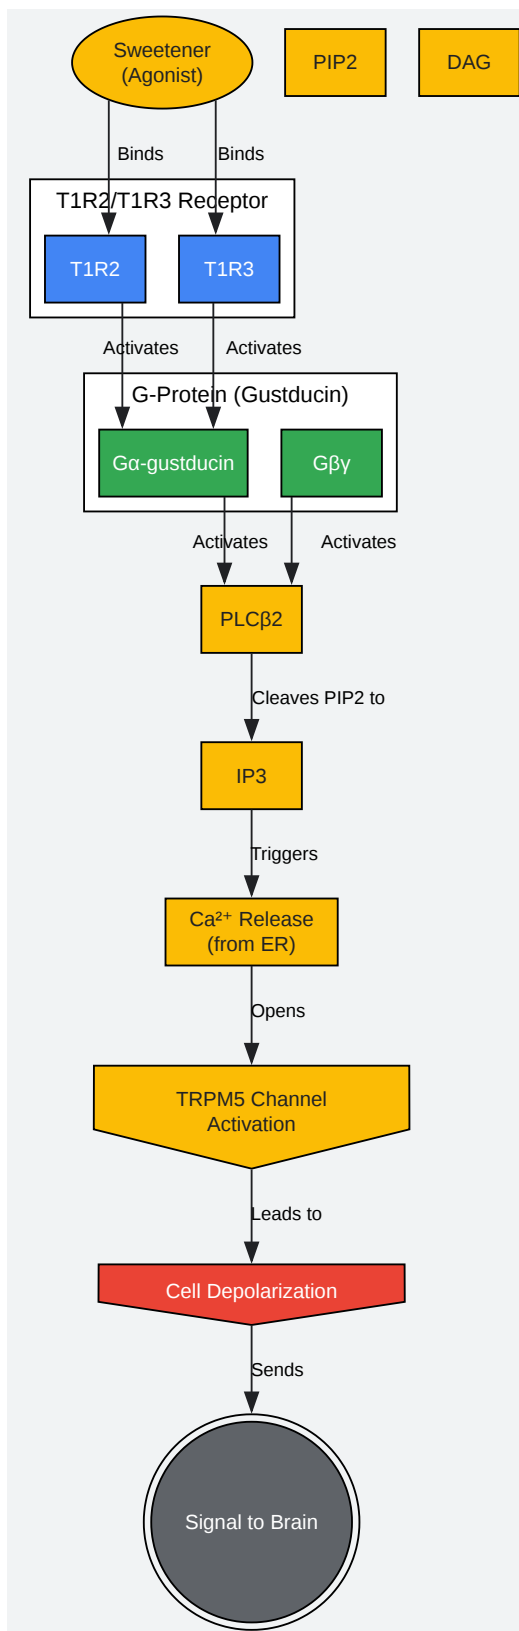 Sweetener
(Agonist)
PIP2
DAG
Binds
Binds
T1R2/T1R3 Receptor
T1R2
T1R3
Activates
Activates
G-Protein (Gustducin)
Gα-gustducin
Gβγ
Activates
Activates
PLCβ2
Cleaves PIP2 to
IP3
Triggers
Ca²⁺ Release
(from ER)
Opens
TRPM5 Channel
Activation
Leads to
Cell Depolarization
Sends
Signal to Brain